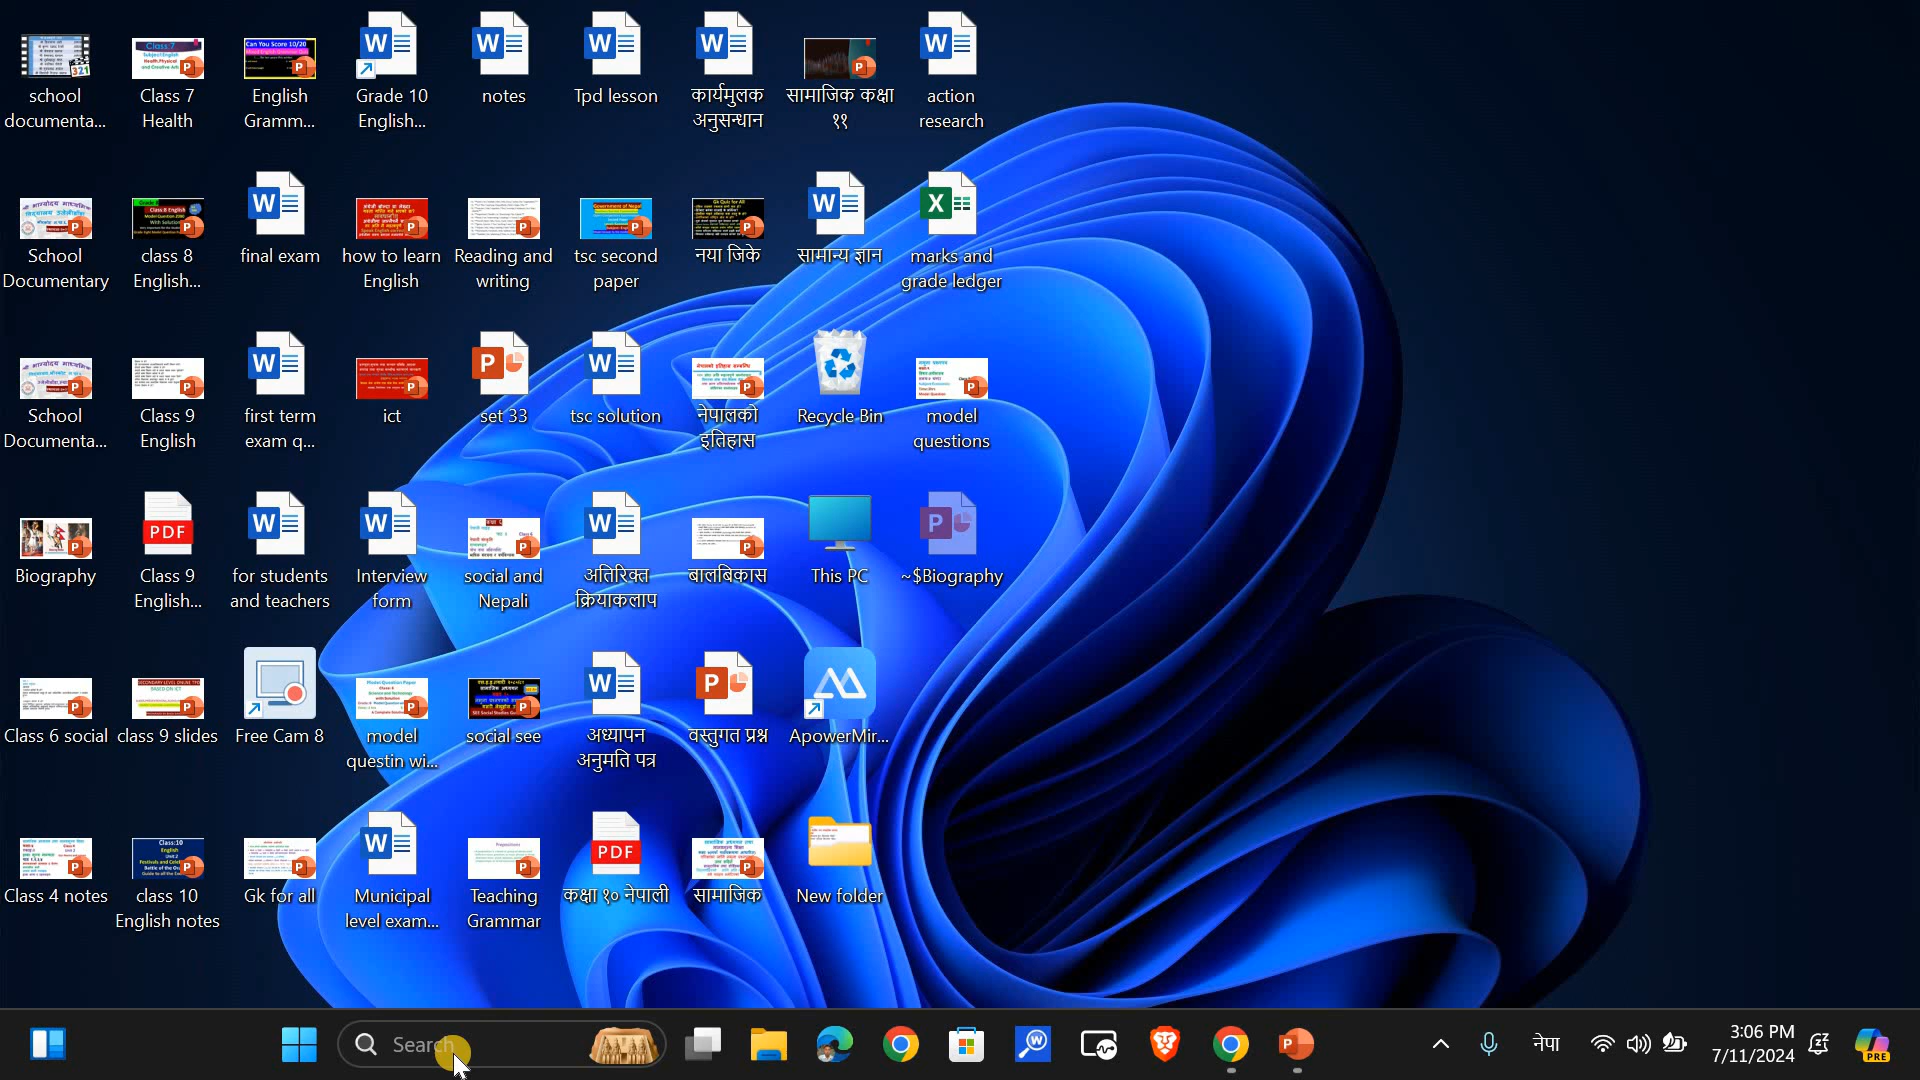 school
documenta...
Class 7
Health
English
Gramm...
Grade 10
English...
notes
Tpd lesson
कार्यमुलक
अनुसन्धान
सामाजिक कक्षा
११
action
research
School
Documentary
class 8
English...
final exam
how to learn
English
Reading and
writing
tsc second
paper
नया जिके
सामान्य ज्ञान
marks and
grade ledger
School
Documenta...
Class 9
English
first term
exam q...
ict
set 33
tsc solution
नेपालको
इतिहास
Recycle Bin
model
questions
Biography
Class 9
English...
for students
and teachers
Interview
form
social and
Nepali
अतिरिक्त
क्रियाकलाप
बालबिकास
This PC
~$Biography
Class 6 social
class 9 slides
Free Cam 8
model
questin wi...
social see
अध्यापन
अनुमति पत्र
वस्तुगत प्रश्न
ApowerMir...
Class 4 notes
class 10
English notes
Gk for all
Municipal
level exam...
Teaching
Grammar
कक्षा १० नेपाली
सामाजिक
New folder
Search
नेपा
3:06 PM
7/11/2024
PRE